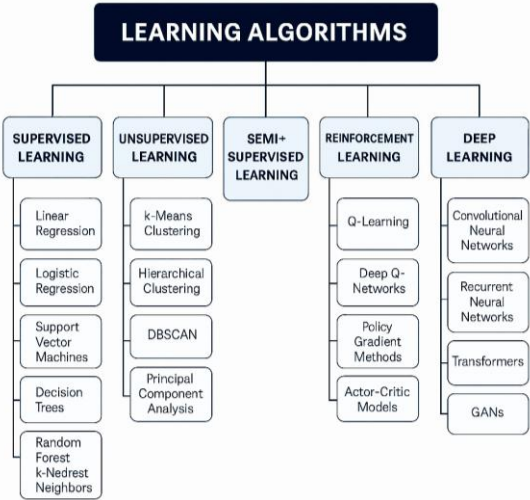 LEARNING ALGORITHMS
SUPERVISED
LEARNING
Linear
Regression
Logistic
Regression
Support
Vector
Machines
Decision
Trees
Random
Forest
k-Nedrest
Neighbors
UNSUPERVISED
LEARNING
k-Means
Clustering
Hierarchical
Clustering
DBSCAN
Principal
Component
Analysis
SEMI+
SUPERVISED
LEARNING
REINFORCEMENT
LEARNING
Q-Learning
Deep Q-
Networks
Policy
Gradient
Methods
Actor-Critic
Models
DEEP
LEARNING
Convolutional
Neural
Networks
Recurrent
Neural
Networks
Transformers
GANs